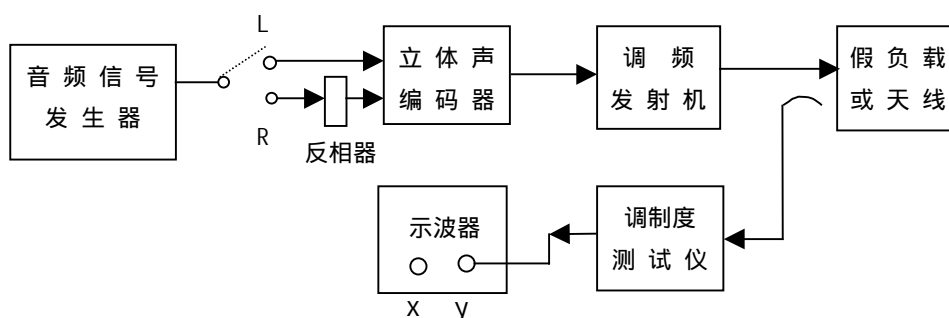 L
音 频 信 号
发 生 器
R
反相器
立 体 声
编 码 器
调 频
发 射 机
假 负 载
或 天 线
示波器
x y
调制度
测 试 仪